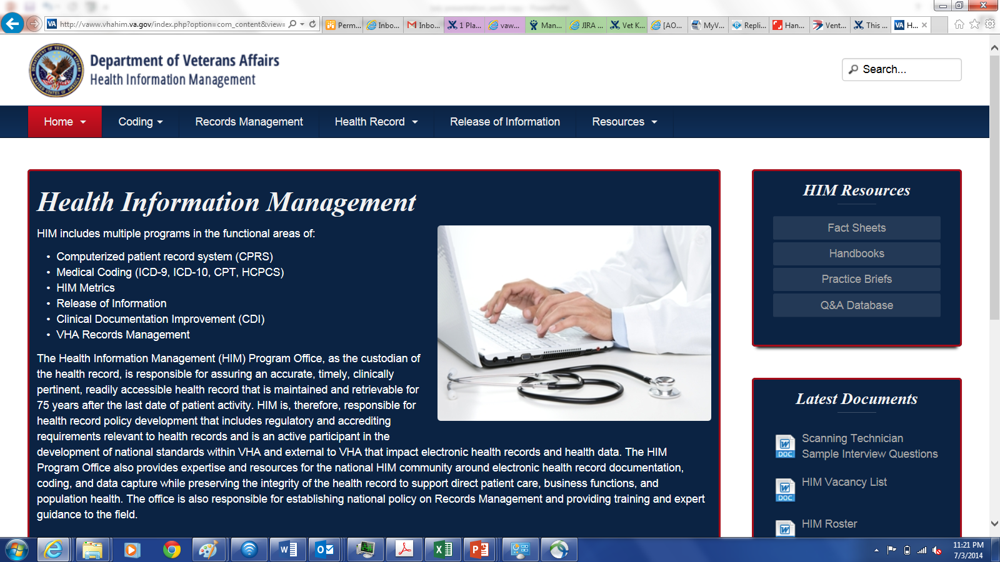 http://vaww.vhahim.va.gov/index.php?option=com_content&view=
Perm...
Inbo...
Inbo...
1 Pla...
vaw...
Man...
JIRA ...
Vet K...
[AO...
MyV...
Repli...
Han...
Vent...
This ...
H...
Department of Veterans Affairs
Health Information Management
Search...
Home
Coding
Records Management
Health Record
Release of Information
Resources
Health Information Management
HIM includes multiple programs in the functional areas of:
• Computerized patient record system (CPRS)
• Medical Coding (ICD-9, ICD-10, CPT, HCPCS)
• HIM Metrics
• Release of Information
• Clinical Documentation Improvement (CDI)
• VHA Records Management
The Health Information Management (HIM) Program Office, as the custodian of
the health record, is responsible for assuring an accurate, timely, clinically
pertinent, readily accessible health record that is maintained and retrievable for
75 years after the last date of patient activity. HIM is, therefore, responsible for
health record policy development that includes regulatory and accrediting
requirements relevant to health records and is an active participant in the
development of national standards within VHA and external to VHA that impact electronic health records and health data. The HIM
Program Office also provides expertise and resources for the national HIM community around electronic health record documentation,
coding, and data capture while preserving the integrity of the health record to support direct patient care, business functions, and
population health. The office is also responsible for establishing national policy on Records Management and providing training and expert
guidance to the field.
HIM Resources
Fact Sheets
Handbooks
Practice Briefs
Q&A Database
Latest Documents
DOC
Scanning Technician
Sample Interview Questions
DOC
HIM Vacancy List
HIM Roster
11:21 PM
7/3/2014